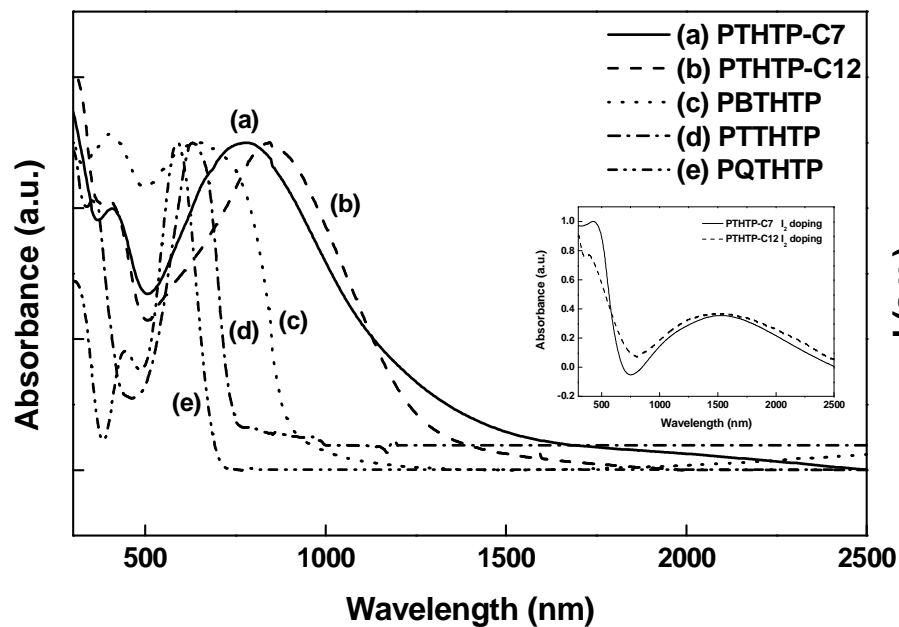 (a) PTHTP-C7
(b) PTHTP-C12
(c) PBTHTP
(d) PTTHTP
(e) PQTHTP
(a)
(b)
(c)
(d)
(e)
Absorbance (a.u.)
500
1000
1500
2000
2500
Wavelength (nm)
PTHTP-C7 I2 doping
PTHTP-C12 I2 doping
1.0
0.8
0.6
0.4
0.2
0.0
-0.2
Absorbance (a.u.)
500
1000
1500
2000
2500
Wavelength (nm)